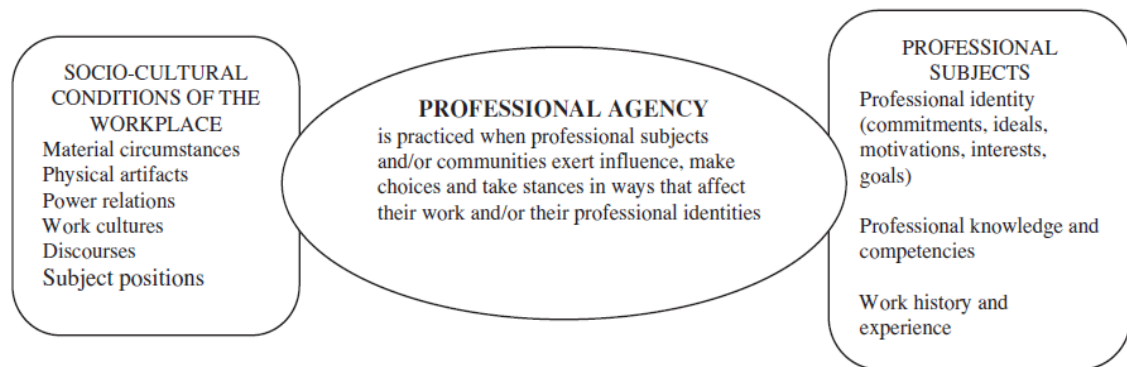 SOCIO-CULTURAL
CONDITIONS OF THE
WORKPLACE
Material circumstances
Physical artifacts
Power relations
Work cultures
Discourses
Subject positions
PROFESSIONAL AGENCY
is practiced when professional subjects
and/or communities exert influence, make
choices and take stances in ways that affect
their work and/or their professional identities
PROFESSIONAL
SUBJECTS
Professional identity
(commitments, ideals,
motivations, interests,
goals)
Professional knowledge and
competencies
Work history and
experience